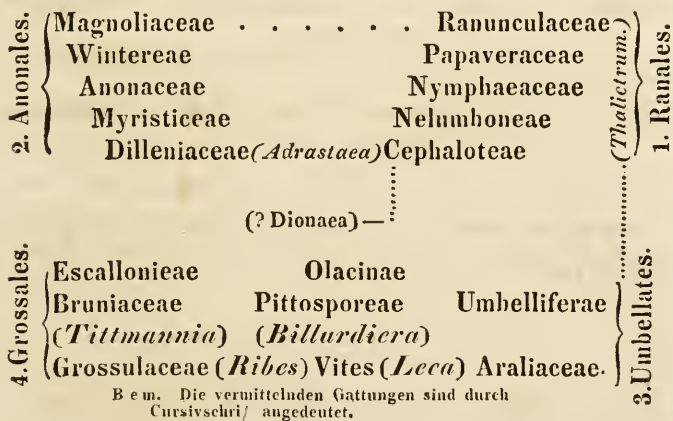 2. Anonales.
Magnoliaceae . . . . . . Ranunculaceae
Wintereae Papaveraceae
Anonaceae Nymphaeaceae
Myristiceae Nelumboneae
Dilleniaceae (Adrastaea) Cephaloteae
(Thalictrum.)
1. Ranales.
(? Dionaea) —
4. Grossales.
Escallonieae Olacinae
Bruniaceae Pittosporeae Umbelliferae
(Tittmannia) (Billardiera)
Grossulaceae (Ribes) Vites (Leea) Araliaceae.
3. Umbellates.
Bem. Die vermittelnden Gattungen sind durch
Cursivschri/ angedeutet.